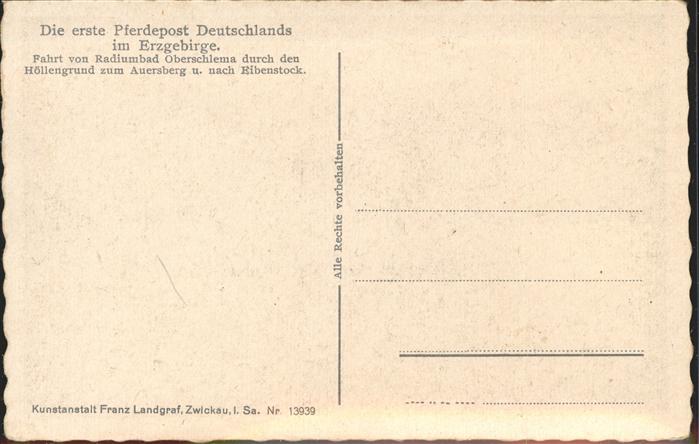 Die erste Pferdepost Deutschlands
im Erzgebirge.
Fahrt von Radiumbad Oberschlema durch den
Höllengrund zum Auersberg u. nach Eibenstock.
Alle Rechte vorbehalten
Kunstanstalt Franz Landgraf, Zwickau, I. Sa. Nr. 13939